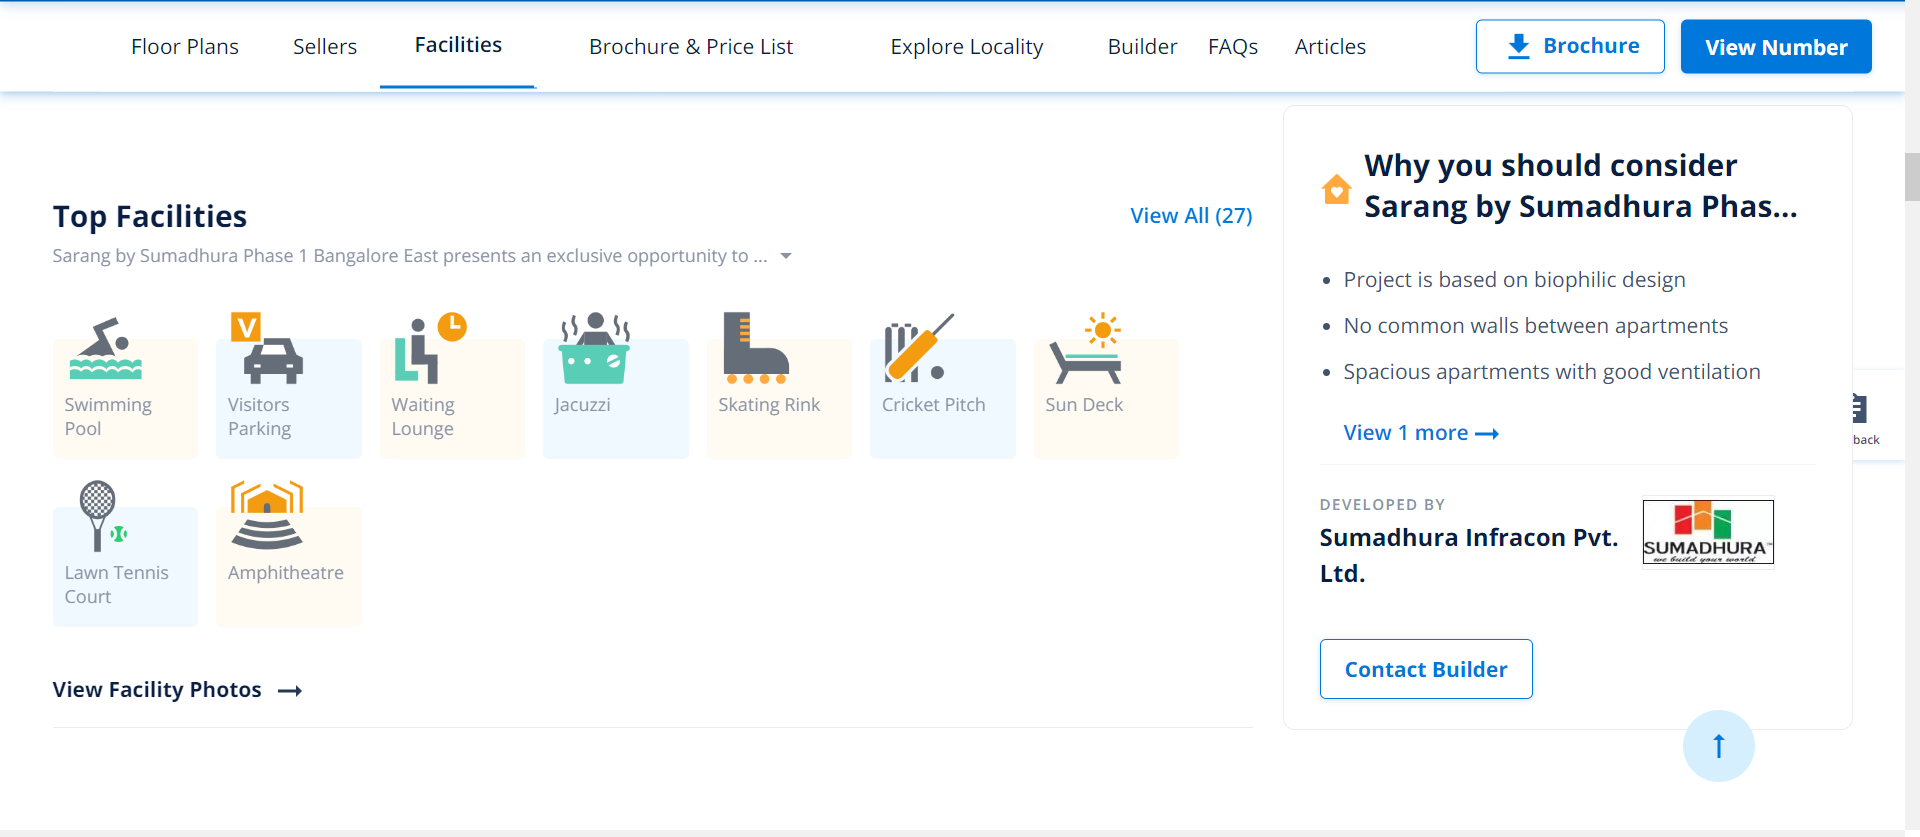 Floor Plans
Sellers
Facilities
Brochure & Price List
Explore Locality
Builder
FAQs
Articles
Brochure
View Number
Top Facilities
View All (27)
Sarang by Sumadhura Phase 1 Bangalore East presents an exclusive opportunity to ...
V
Swimming
Pool
Visitors
Parking
Waiting
Lounge
Jacuzzi
Skating Rink
Cricket Pitch
Sun Deck
Lawn Tennis
Court
Amphitheatre
View Facility Photos
Why you should consider
Sarang by Sumadhura Phas...
• Project is based on biophilic design
• No common walls between apartments
• Spacious apartments with good ventilation
View 1 more
DEVELOPED BY
Sumadhura Infracon Pvt.
Ltd.
SUMADHURA
we build your world
Contact Builder
back